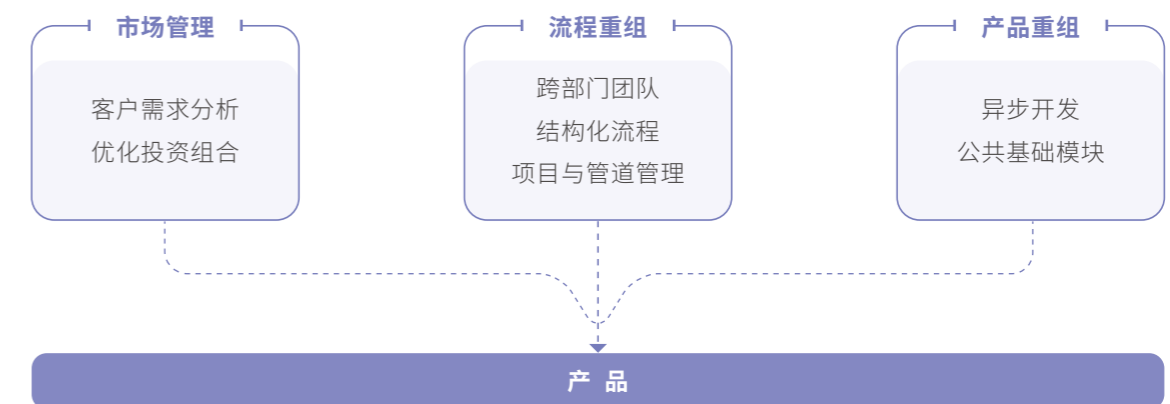 市场管理
客户需求分析
优化投资组合
流程重组
跨部门团队
结构化流程
项目与管道管理
产品重组
异步开发
公共基础模块
产 品